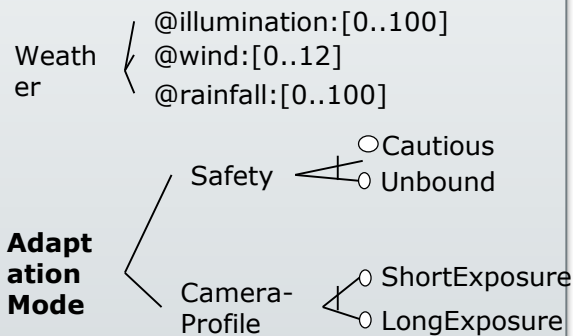 @illumination:[0..100]
Weath
er
@wind:[0..12]
@rainfall:[0..100]
Cautious
Safety
Unbound
Adapt
ation
Mode
ShortExposure
Camera-
Profile
LongExposure